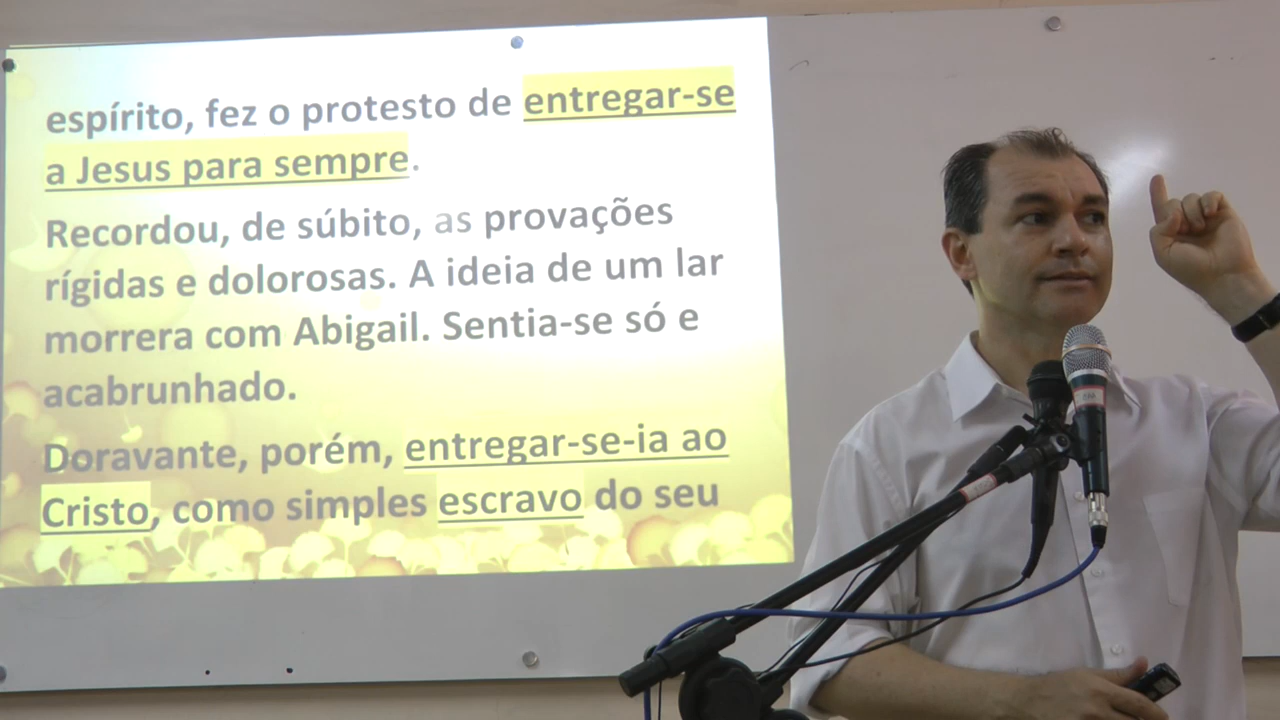 espírito, fez o protesto de entregar-se
a Jesus para sempre.
Recordou, de súbito, as provações
rígidas e dolorosas. A ideia de um lar
morrera com Abigail. Sentia-se só e
acabrunhado.
Doravante, porém, entregar-se-ia ao
Cristo, como simples escravo do seu